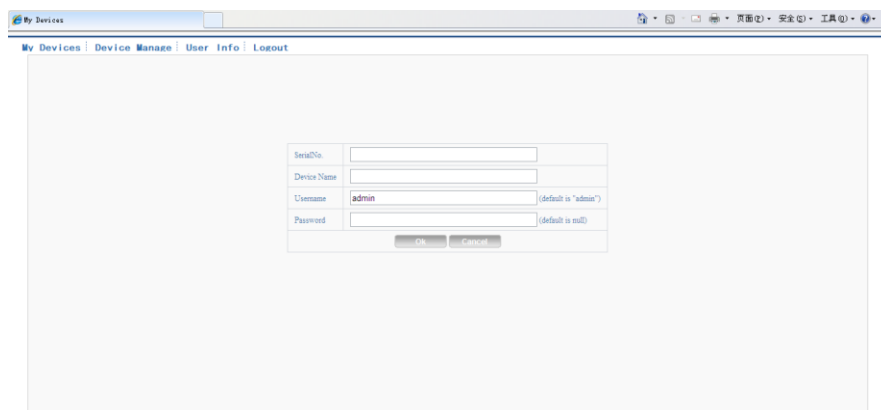 My Devices
页面(P) 安全(S) 工具(O)
My Devices Device Manage User Info Logout
SerialNo.
Device Name
Username admin (default is "admin")
Password (default is null)
Ok Cancel